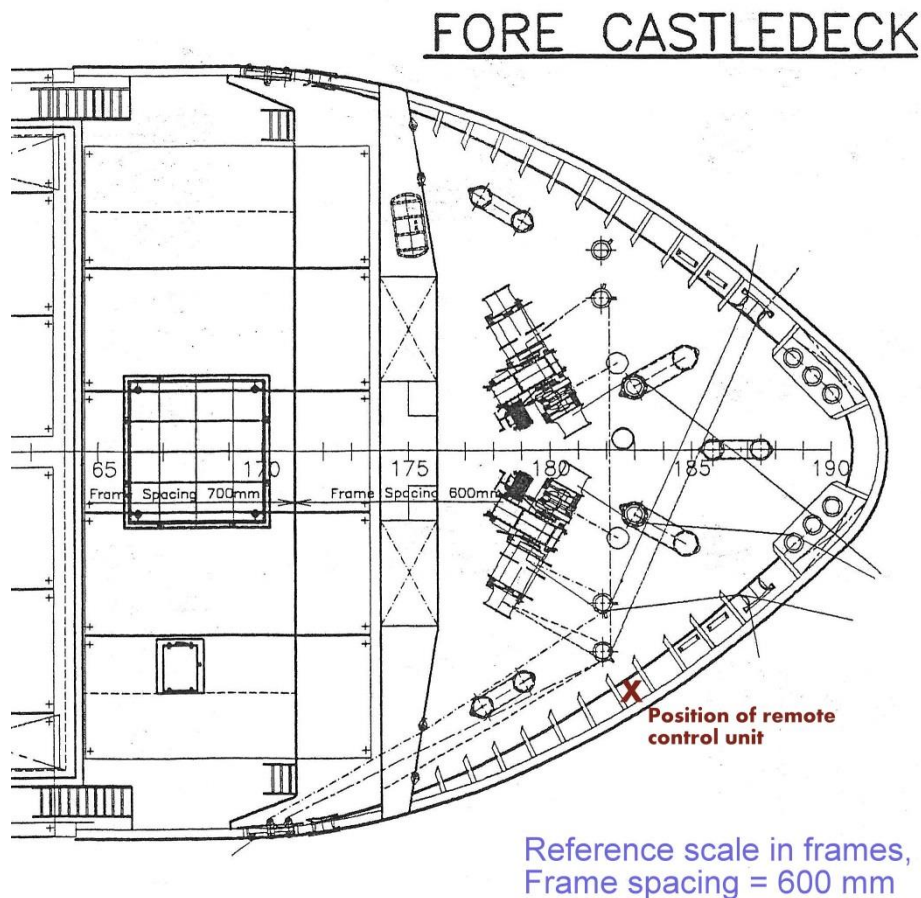 FORE CASTLEDECK
65 170 175 180 185 190
Frame Spacing 700mm Frame Spacing 600mm
X
Position of remote
control unit
Reference scale in frames,
Frame spacing = 600 mm